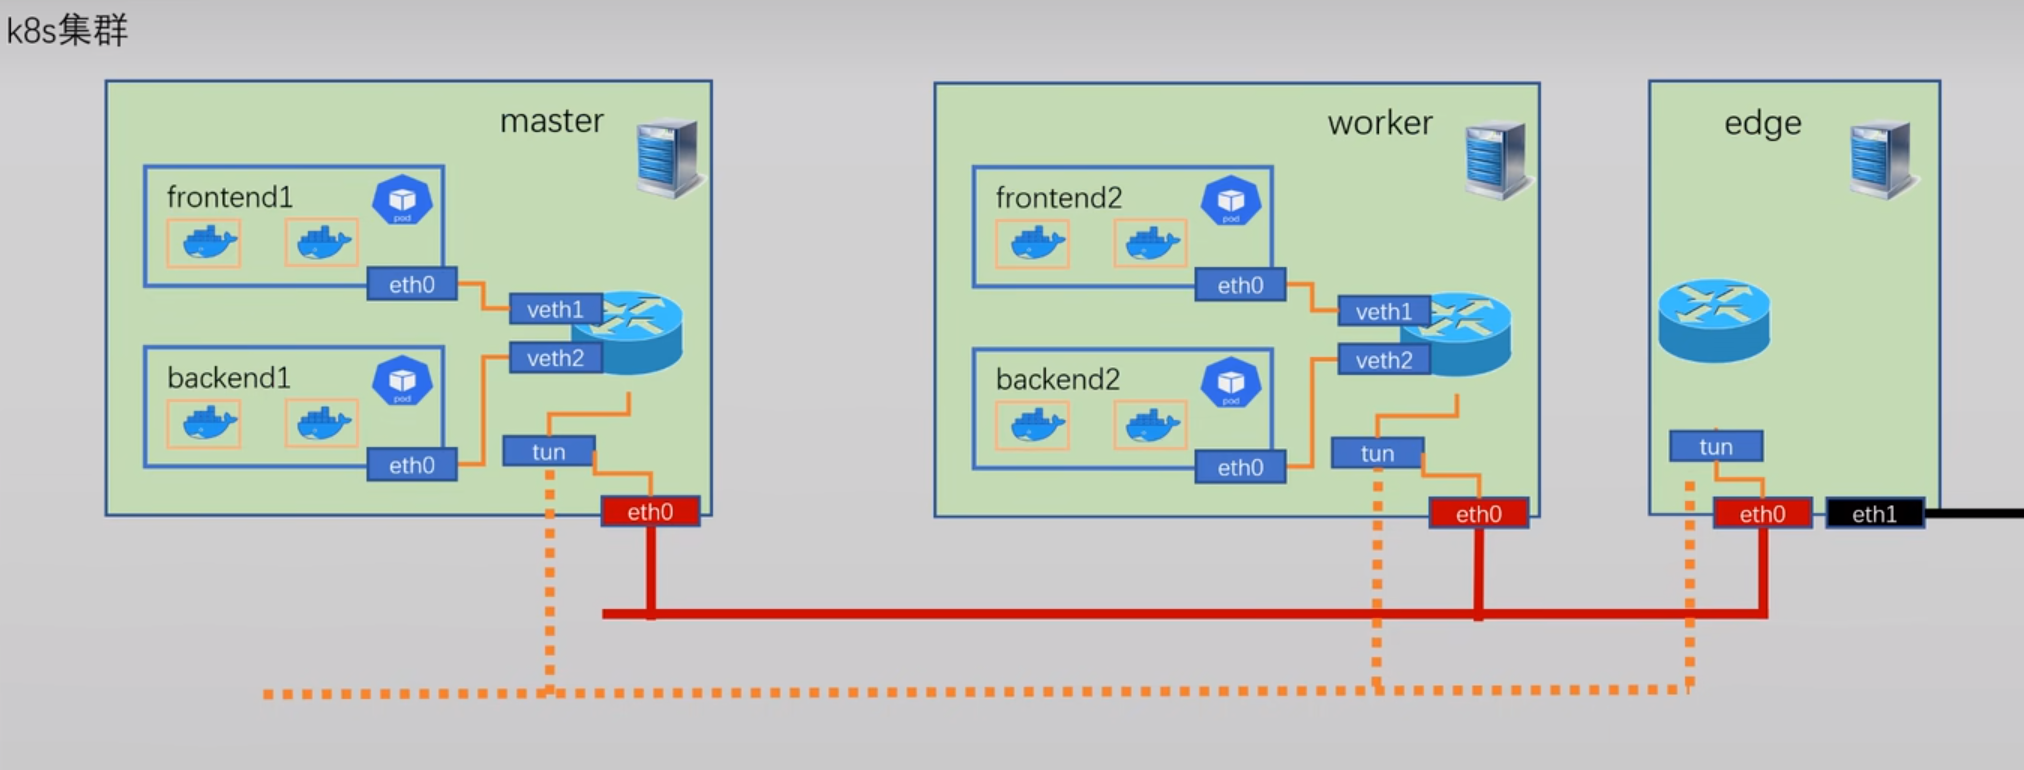 k8s集群
master
frontend1
pod
eth0
veth1
veth2
backend1
pod
eth0
tun
eth0
worker
frontend2
pod
eth0
veth1
veth2
backend2
pod
eth0
tun
eth0
edge
tun
eth0
eth1